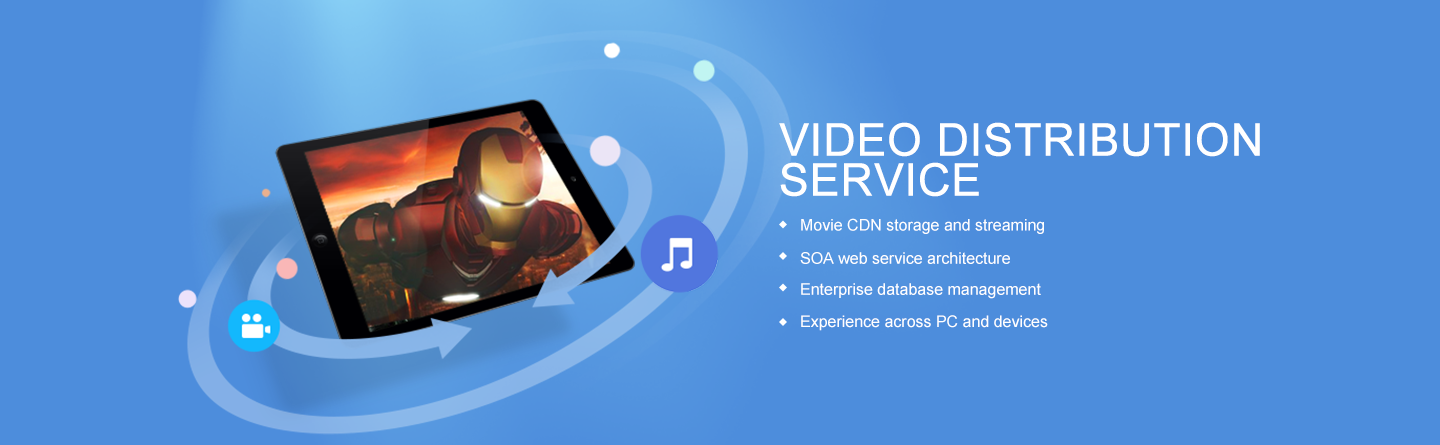 VIDEO DISTRIBUTION
SERVICE
Movie CDN storage and streaming
SOA web service architecture
Enterprise database management
Experience across PC and devices